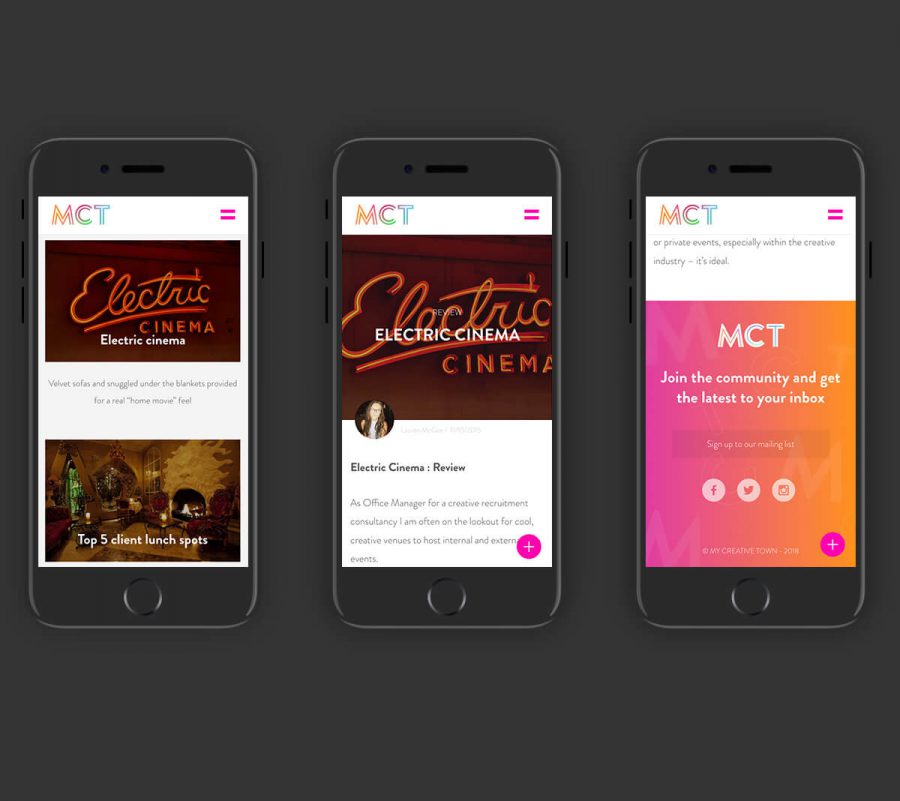 MCT
Electric
CINEMA
Electric cinema
Velvet sofas and snuggled under the blankets provided
for a real “home movie” feel
Top 5 client lunch spots
MCT
Electric
REVIEW
ELECTRIC CINEMA
CINEMA
Lauren McGee | 11/05/2015
Electric Cinema : Review
As Office Manager for a creative recruitment
consultancy I am often on the lookout for cool,
creative venues to host internal and extern
events.
MCT
or private events, especially within the creative
industry – it’s ideal.
MCT
Join the community and get
the latest to your inbox
Sign up to our mailing list
© MY CREATIVE TOWN - 2018